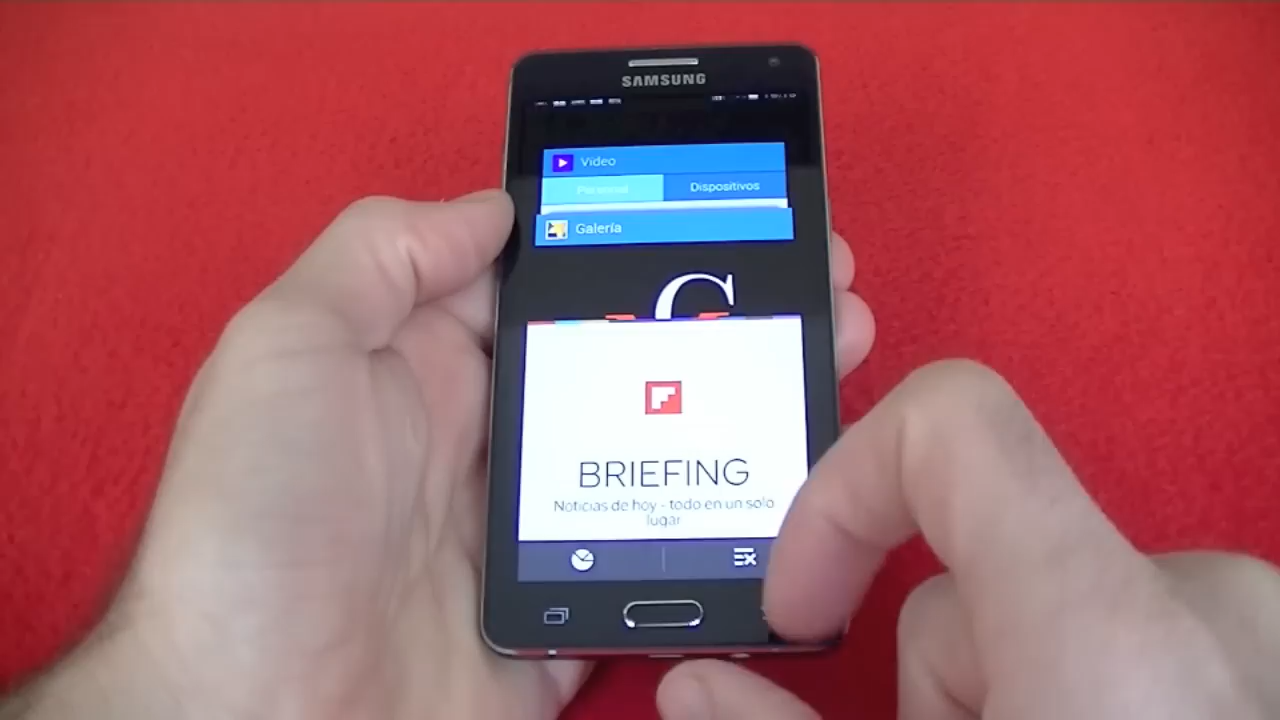 SAMSUNG
Video
Personal
Dispositivos
Galería
G
BRIEFING
Noticias de hoy - todo en un solo
lugar